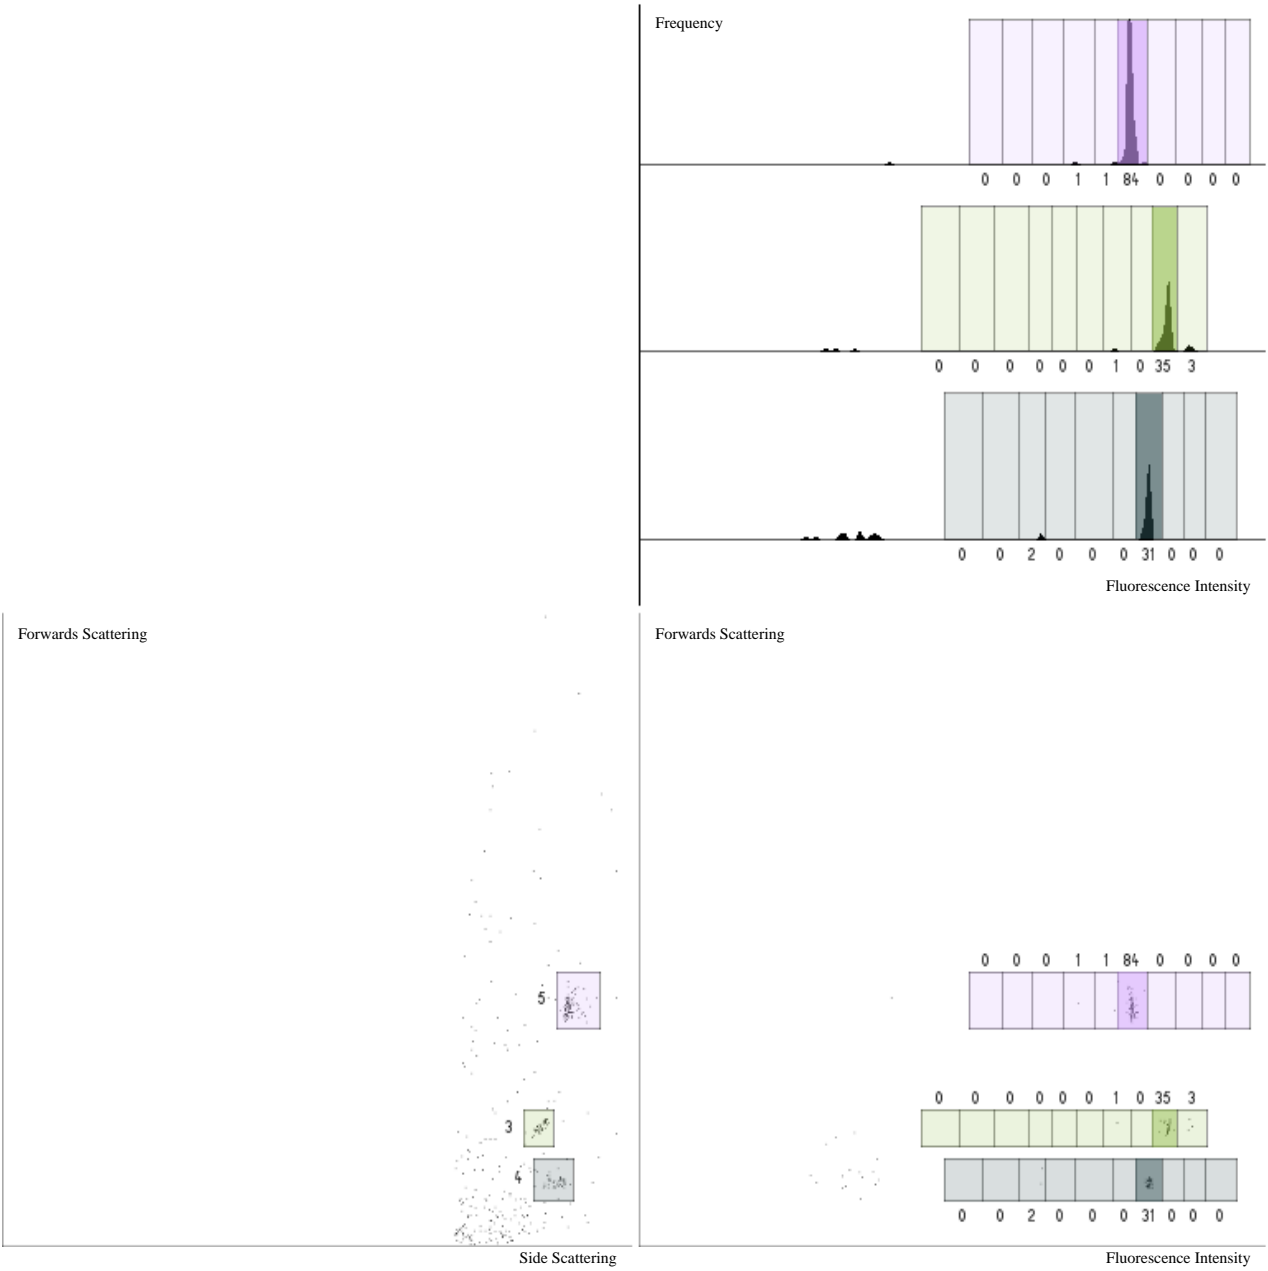 Frequency
0 0 0 1 1 84 0 0 0 0
0 0 0 0 0 0 1 0 35 3
0 0 2 0 0 0 31 0 0 0
Fluorescence Intensity
Forwards Scattering
5
3
4
Side Scattering
Forwards Scattering
0 0 0 1 1 84 0 0 0 0
0 0 0 0 0 0 1 0 35 3
0 0 2 0 0 0 31 0 0 0
Fluorescence Intensity